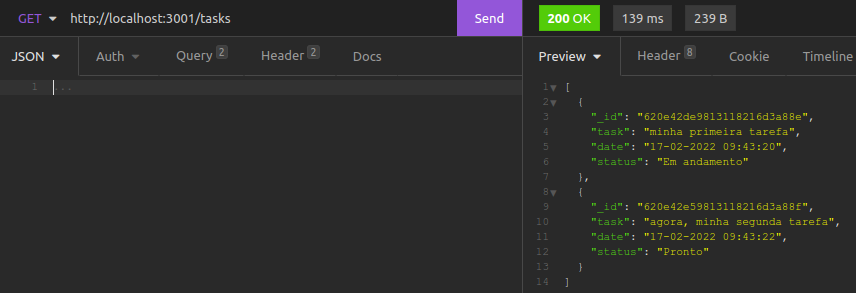 GET http://localhost:3001/tasks Send 200 OK 139 ms 239 B
JSON Auth Query 2 Header 2 Docs Preview Header 8 Cookie Timeline
1 ...
1 [
2 {
3 "_id": "620e42de9813118216d3a88e",
4 "task": "minha primeira tarefa",
5 "date": "17-02-2022 09:43:20",
6 "status": "Em andamento"
7 },
8 {
9 "_id": "620e42e59813118216d3a88f",
10 "task": "agora, minha segunda tarefa",
11 "date": "17-02-2022 09:43:22",
12 "status": "Pronto"
13 }
14 ]